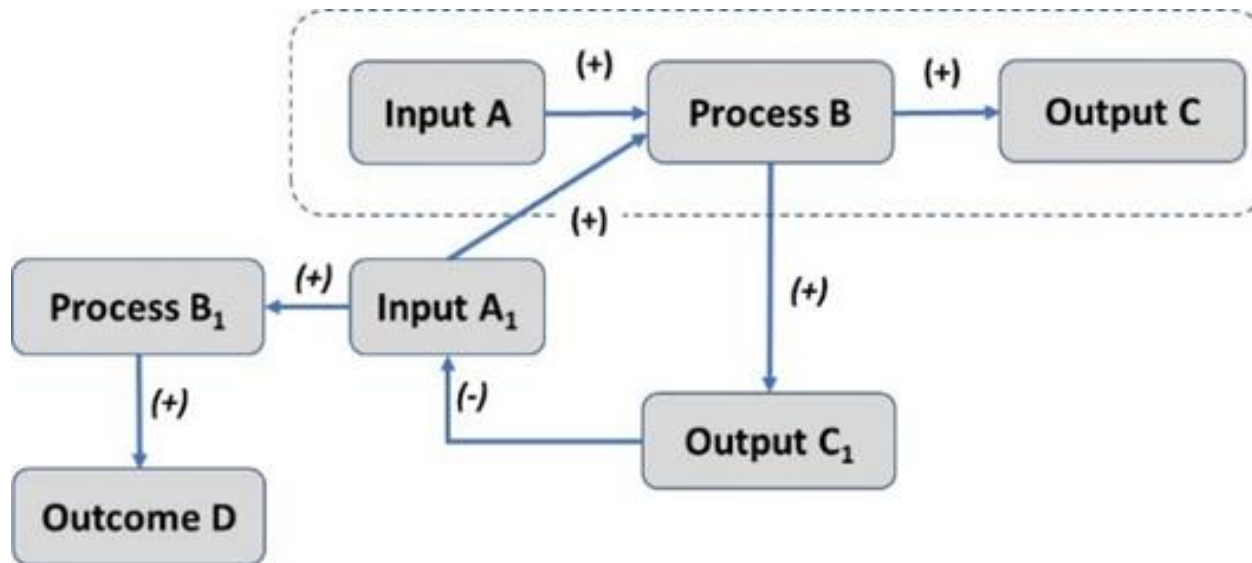 (+)
(+)
Input A
Process B
Output C
(+)
Process B₁
(+)
Input A₁
(+)
(+)
(-)
Output C₁
Outcome D